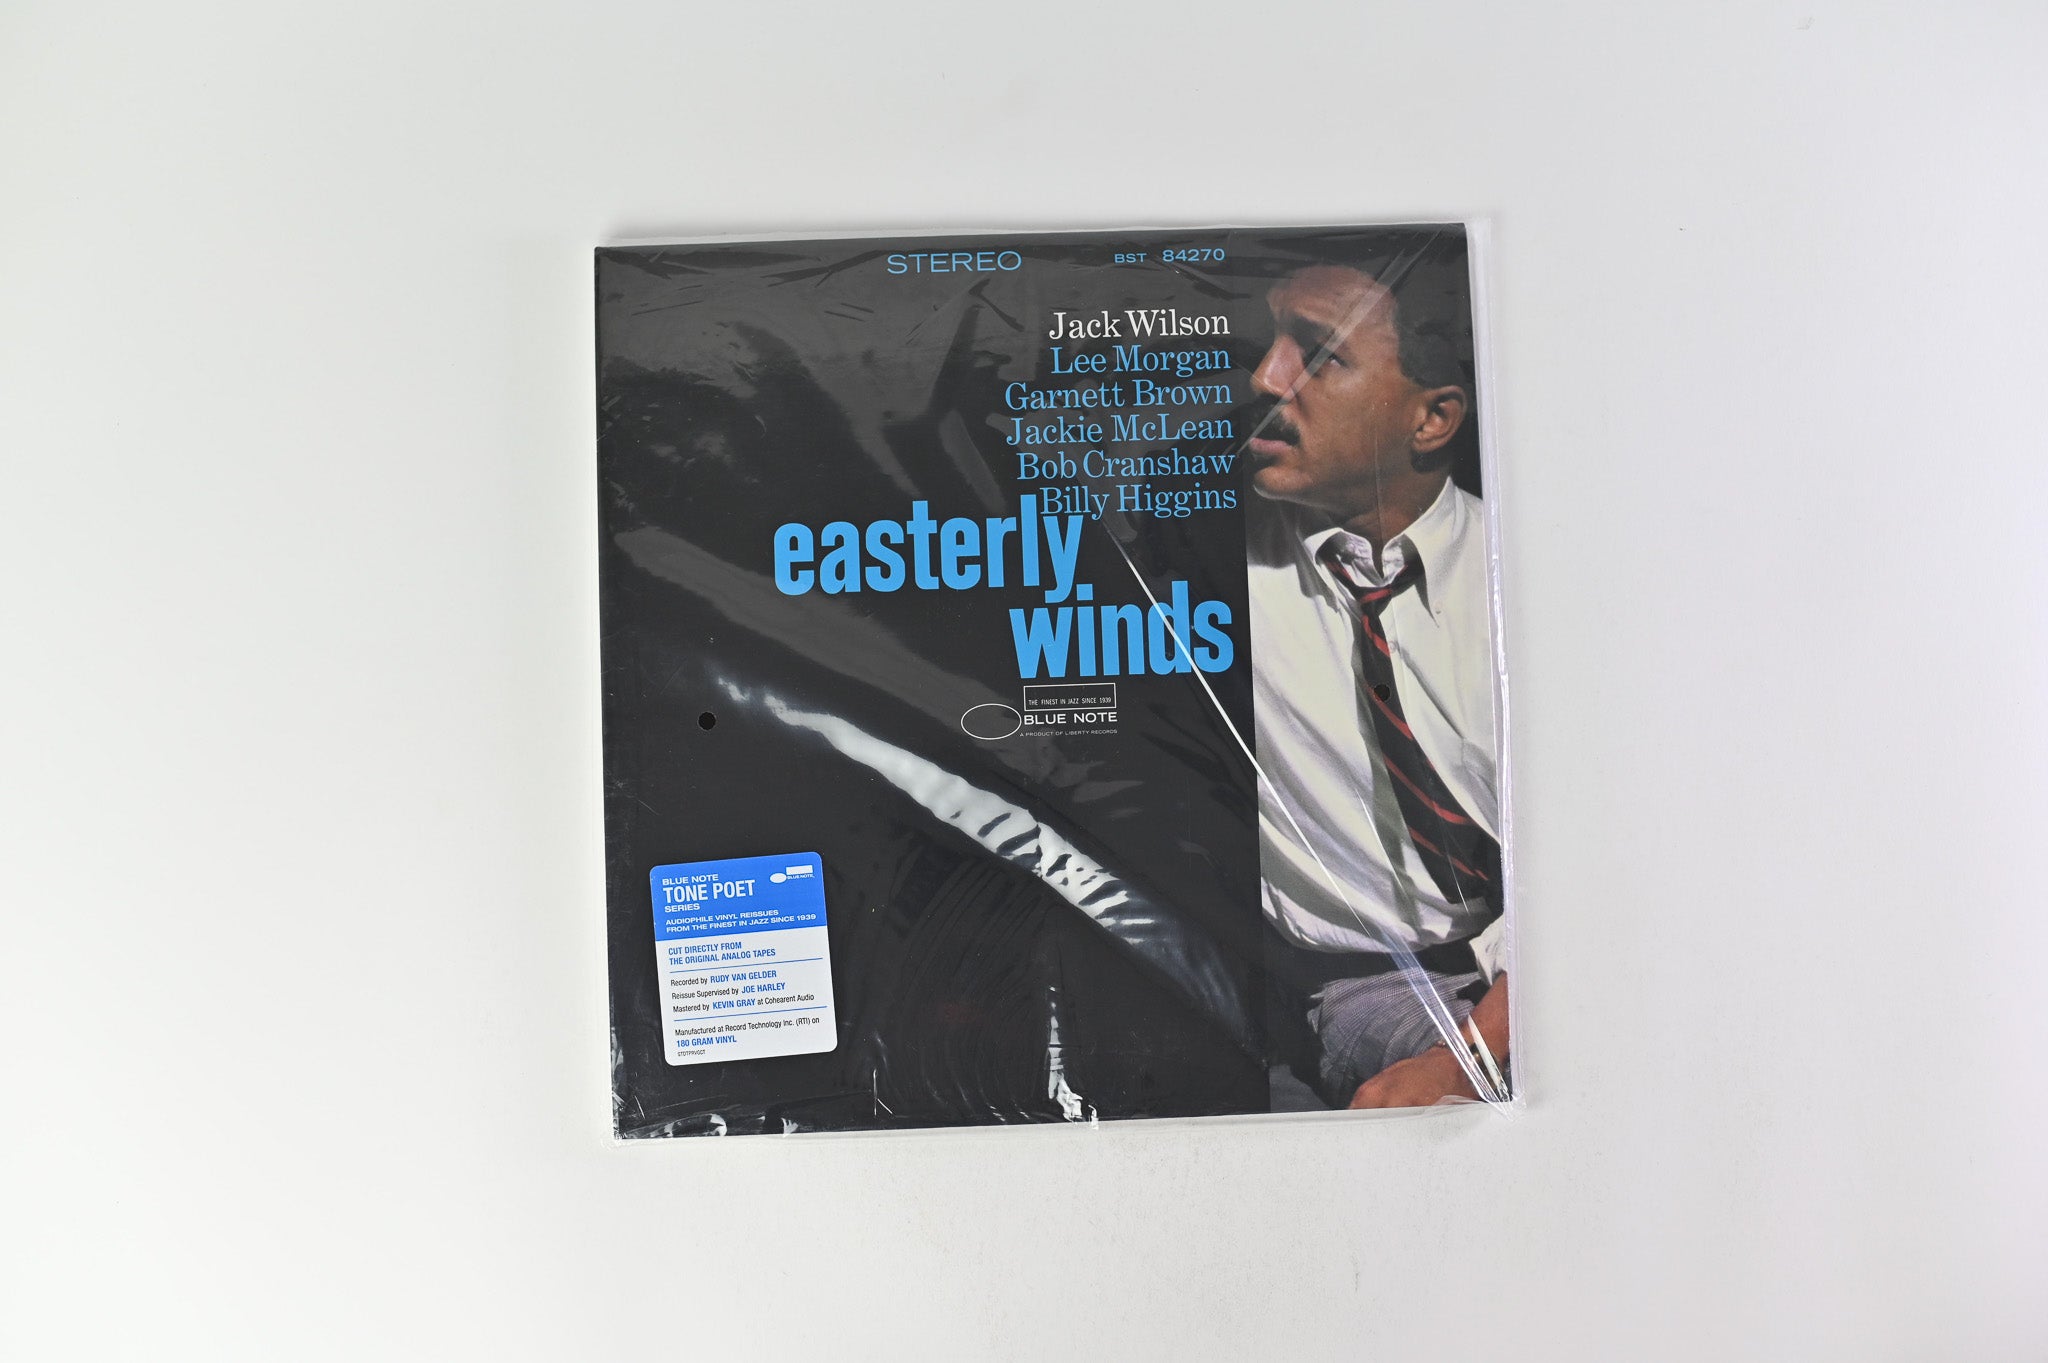 STEREO
BST 84270
Jack Wilson
Lee Morgan
Garnett Brown
Jackie McLean
Bob Cranshaw
Billy Higgins
easterly
winds
THE FINEST IN JAZZ SINCE 1939
BLUE NOTE
A PRODUCT OF LIBERTY RECORDS
BLUE NOTE
TONE POET
SERIES
BLUE NOTE
AUDIOPHILE VINYL REISSUES
FROM THE FINEST IN JAZZ SINCE 1939
CUT DIRECTLY FROM
THE ORIGINAL ANALOG TAPES
Recorded by RUDY VAN GELDER
Reissue Supervised by JOE HARLEY
Mastered by KEVIN GRAY at Cohearent Audio
Manufactured at Record Technology Inc. (RTI) on
180 GRAM VINYL
STDTPRVGCT